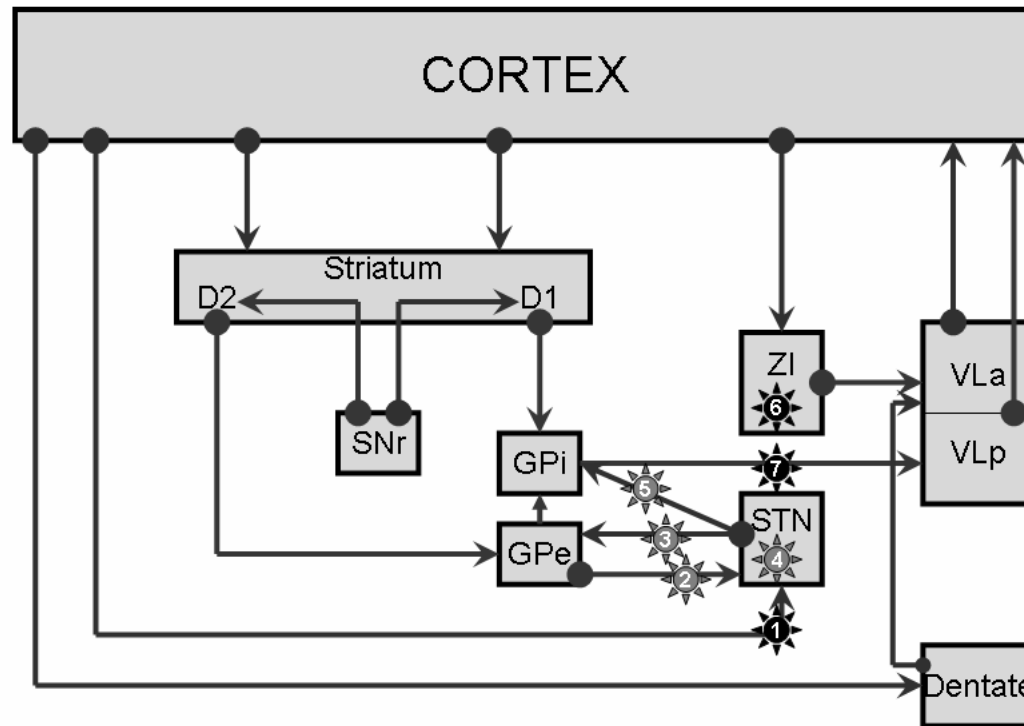 CORTEX
Striatum
D2 D1
ZI
6
VLa
SNr
GPi
7
VLp
5
STN
3
GPe
4
2
1
Dentate